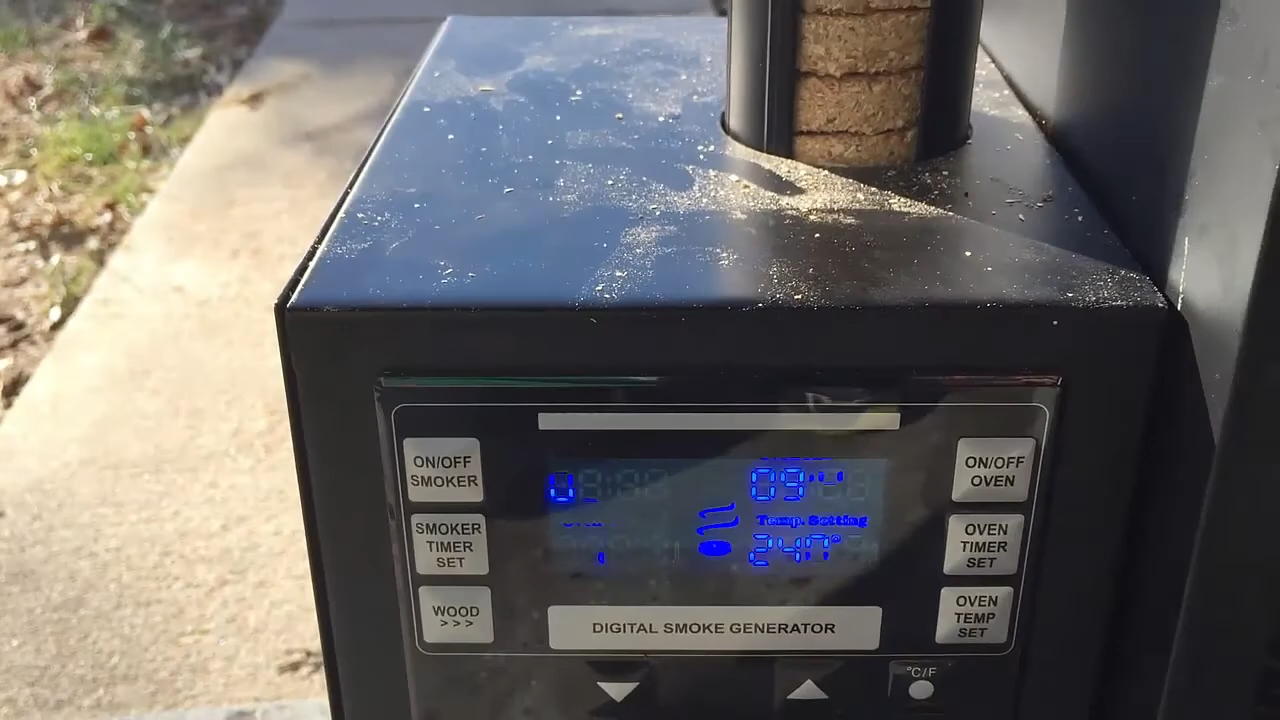 ON/OFF
SMOKER
SMOKER
TIMER
SET
WOOD
>>>
Temp. Setting
DIGITAL SMOKE GENERATOR
ON/OFF
OVEN
OVEN
TIMER
SET
OVEN
TEMP
SET
°C/F